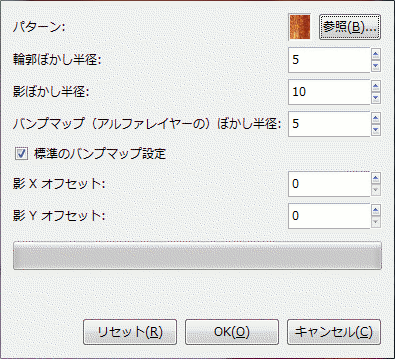 パターン: 参照(B)...
輪郭ぼかし半径: 5
影ぼかし半径: 10
バンプマップ（アルファレイヤーの）ぼかし半径: 5
標準のバンプマップ設定
影 X オフセット: 0
影 Y オフセット: 0
リセット(R) OK(O) キャンセル(C)